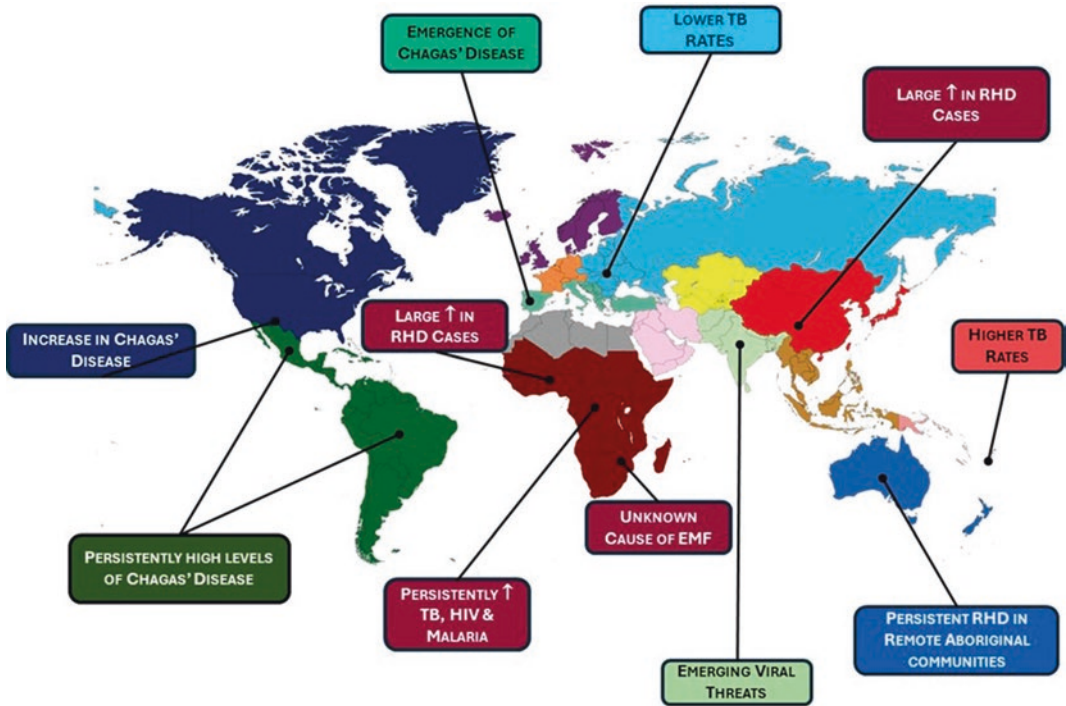 EMERGENCE OF
CHAGAS' DISEASE
LOWER TB
RATES
LARGE ↑ IN RHD
CASES
INCREASE IN CHAGAS'
DISEASE
LARGE ↑ IN
RHD CASES
HIGHER TB
RATES
PERSISTENTLY HIGH LEVELS
OF CHAGAS' DISEASE
PERSISTENTLY ↑
TB, HIV &
MALARIA
UNKNOWN
CAUSE OF EMF
EMERGING VIRAL
THREATS
PERSISTENT RHD IN
REMOTE ABORIGINAL
COMMUNITIES